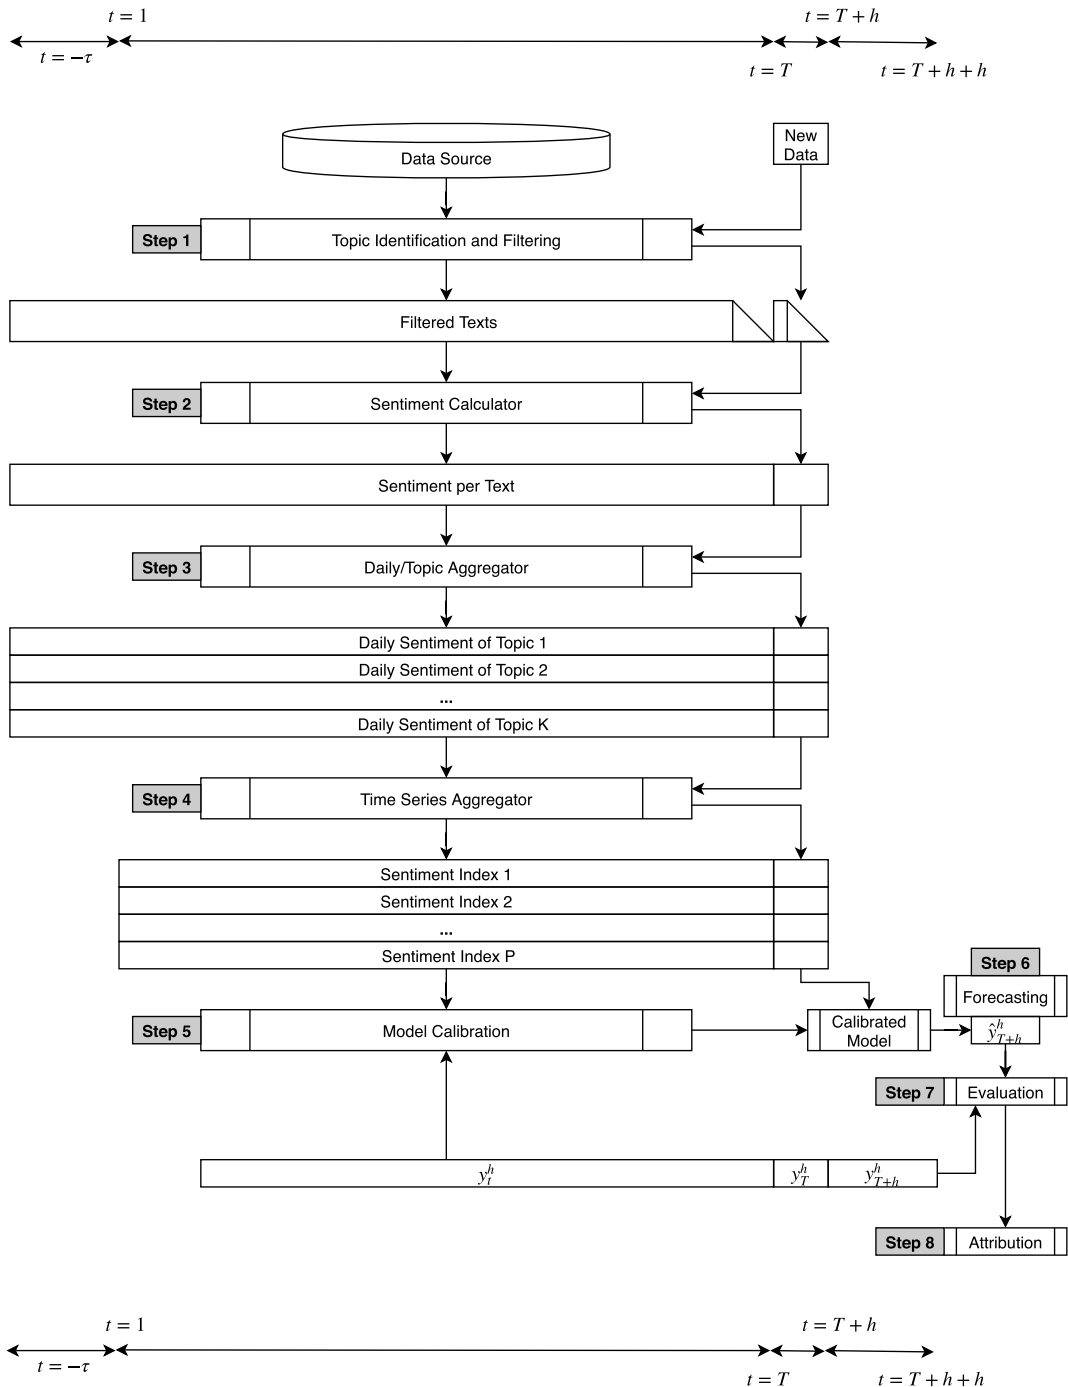 t = 1
t = T + h
t = −τ
t = T
t = T + h + h
Data Source
New
Data
Step 1
Topic Identification and Filtering
Filtered Texts
Step 2
Sentiment Calculator
Sentiment per Text
Step 3
Daily/Topic Aggregator
Daily Sentiment of Topic 1
Daily Sentiment of Topic 2
...
Daily Sentiment of Topic K
Step 4
Time Series Aggregator
Sentiment Index 1
Sentiment Index 2
...
Sentiment Index P
Step 6
Forecasting
Step 5
Model Calibration
Calibrated
Model
ŷ^h_{T+h}
Step 7
Evaluation
y^h_t
y^h_T
y^h_{T+h}
Step 8
Attribution
t = 1
t = T + h
t = −τ
t = T
t = T + h + h